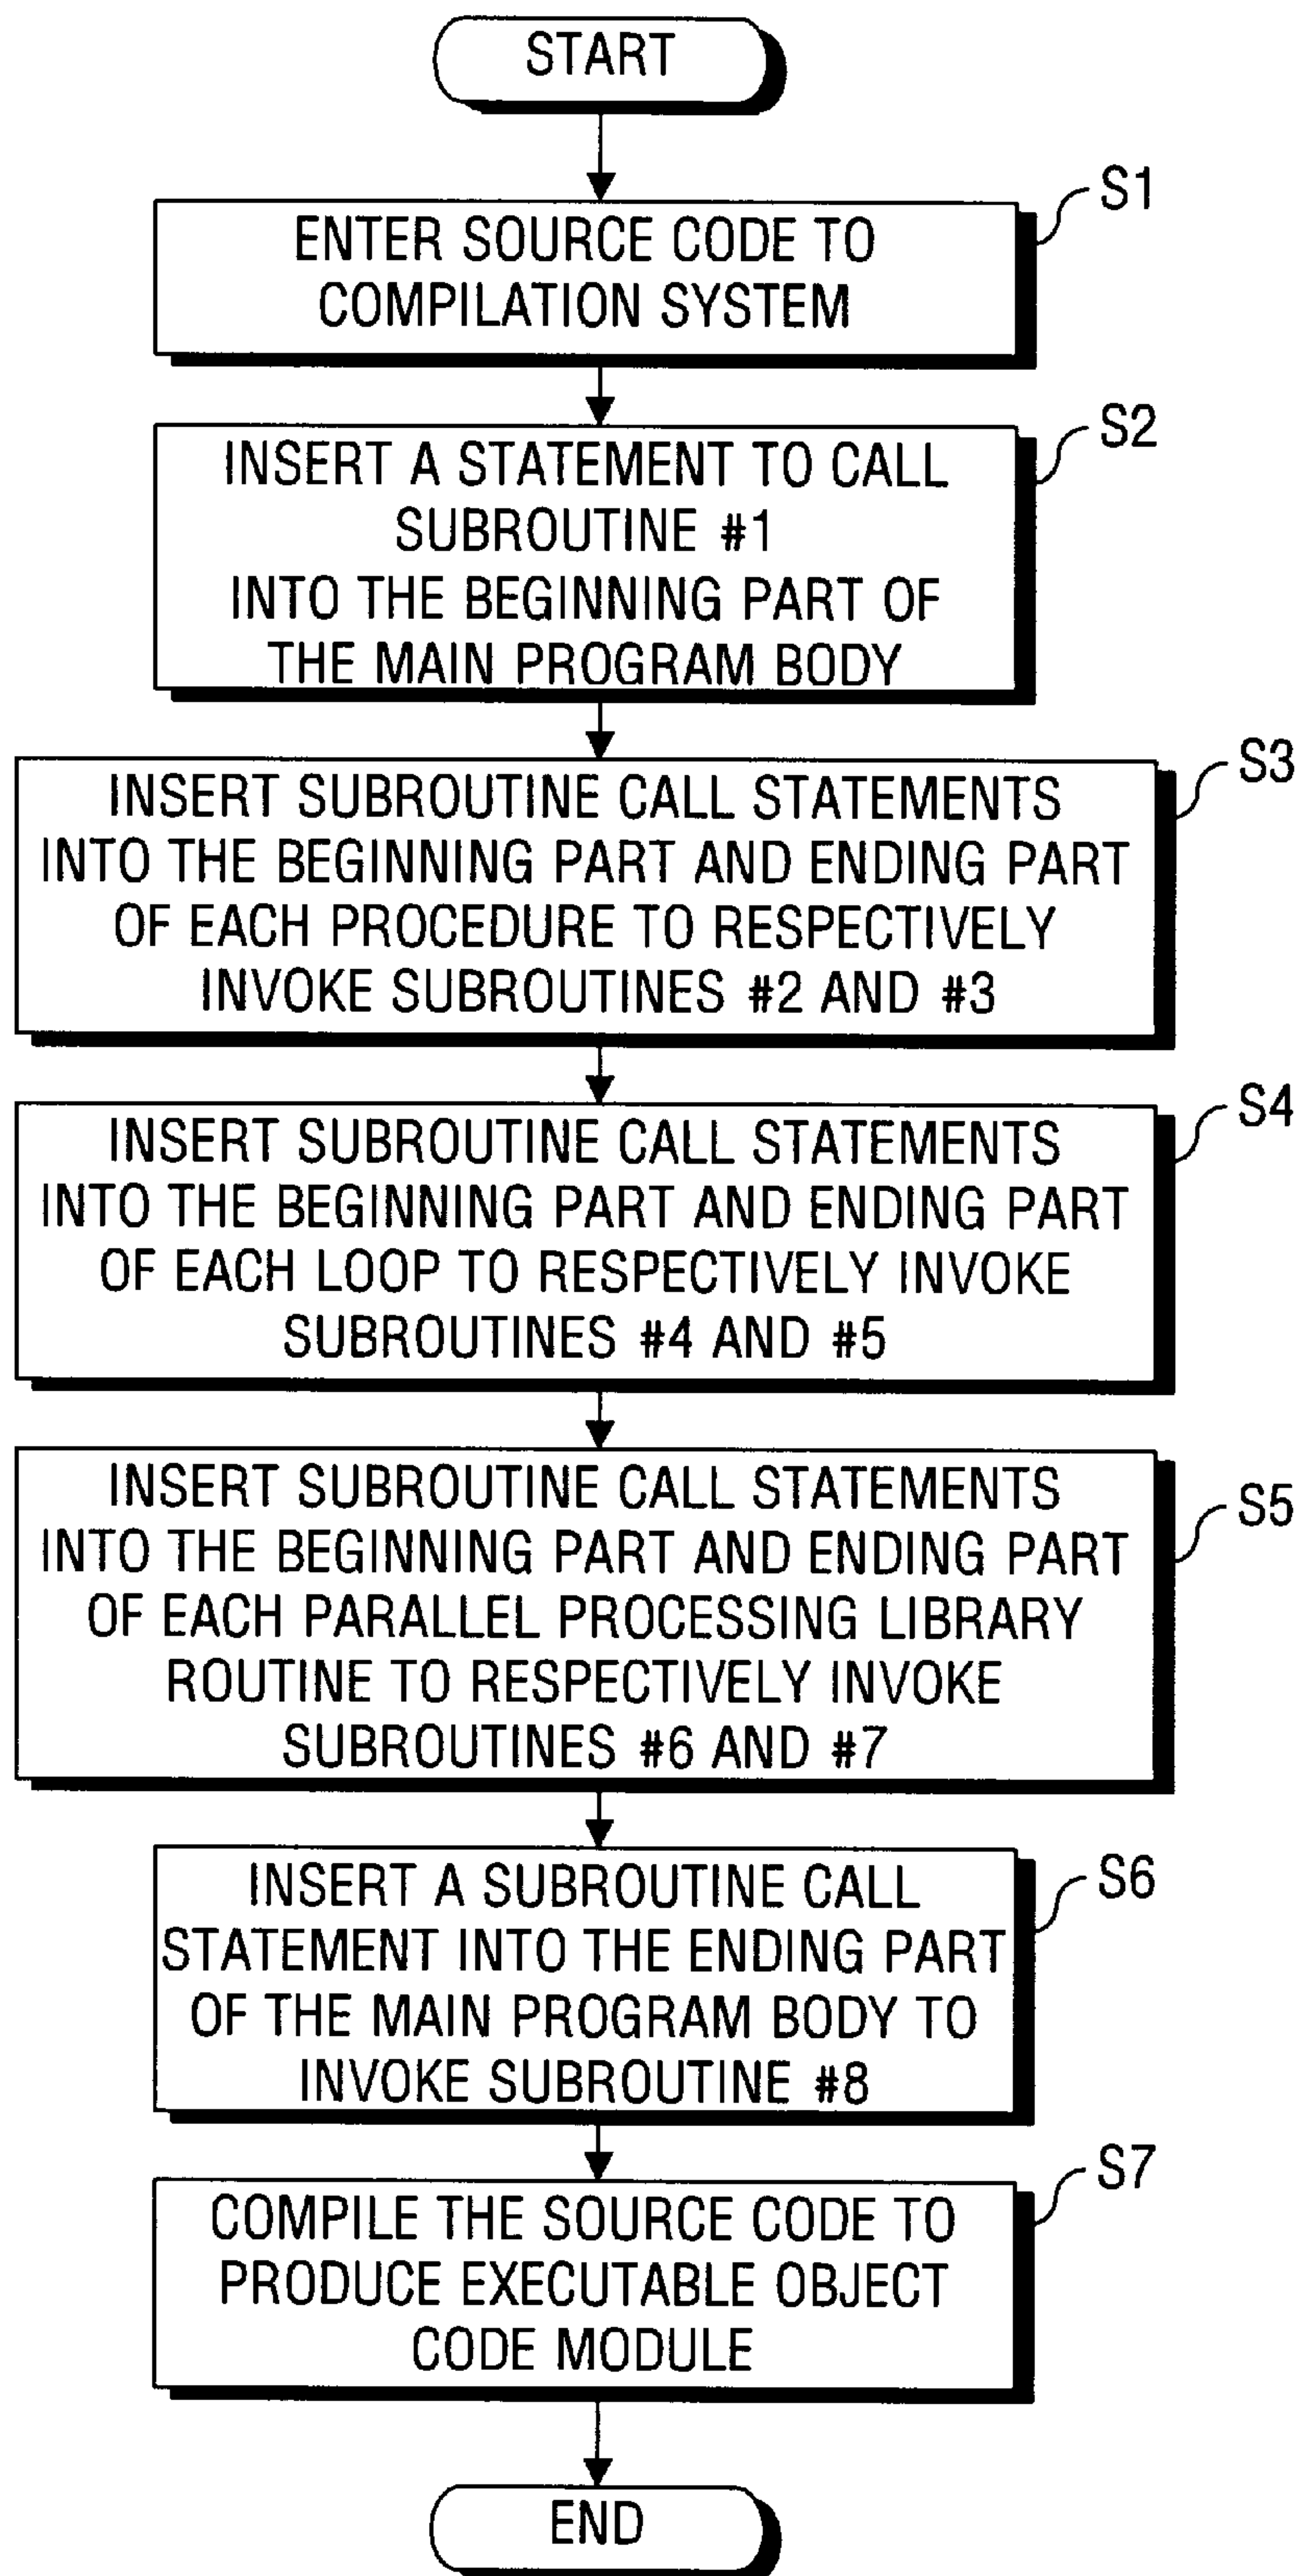 START
S1
ENTER SOURCE CODE TO
COMPILATION SYSTEM
S2
INSERT A STATEMENT TO CALL
SUBROUTINE #1
INTO THE BEGINNING PART OF
THE MAIN PROGRAM BODY
S3
INSERT SUBROUTINE CALL STATEMENTS
INTO THE BEGINNING PART AND ENDING PART
OF EACH PROCEDURE TO RESPECTIVELY
INVOKE SUBROUTINES #2 AND #3
S4
INSERT SUBROUTINE CALL STATEMENTS
INTO THE BEGINNING PART AND ENDING PART
OF EACH LOOP TO RESPECTIVELY INVOKE
SUBROUTINES #4 AND #5
S5
INSERT SUBROUTINE CALL STATEMENTS
INTO THE BEGINNING PART AND ENDING PART
OF EACH PARALLEL PROCESSING LIBRARY
ROUTINE TO RESPECTIVELY INVOKE
SUBROUTINES #6 AND #7
S6
INSERT A SUBROUTINE CALL
STATEMENT INTO THE ENDING PART
OF THE MAIN PROGRAM BODY TO
INVOKE SUBROUTINE #8
S7
COMPILE THE SOURCE CODE TO
PRODUCE EXECUTABLE OBJECT
CODE MODULE
END